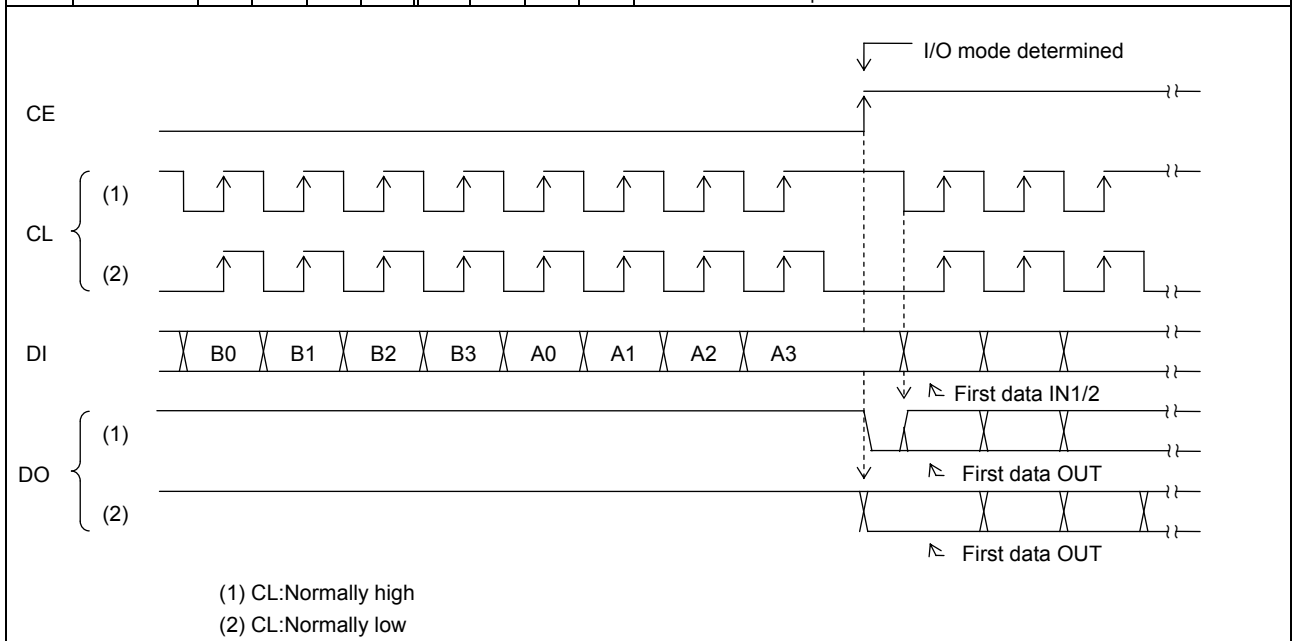 I/O mode determined
CE
(1)
CL
(2)
DI B0 B1 B2 B3 A0 A1 A2 A3
First data IN1/2
(1)
DO
First data OUT
(2)
First data OUT
(1) CL:Normally high
(2) CL:Normally low